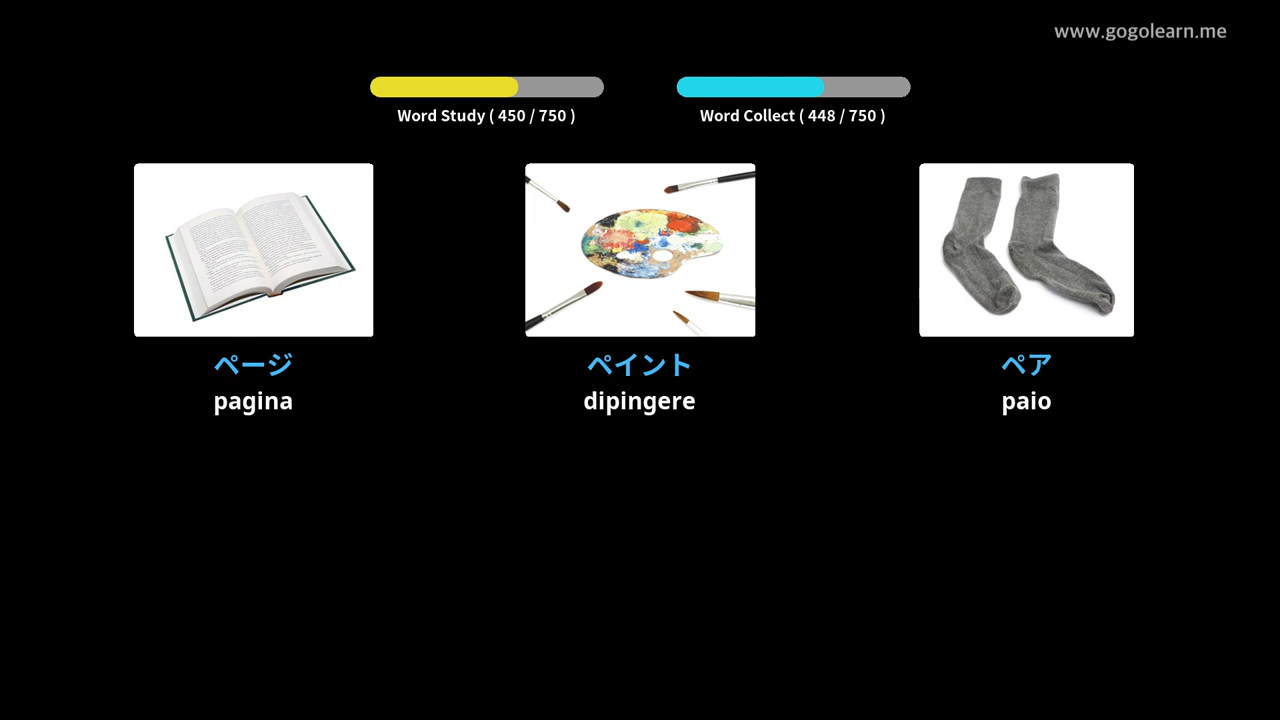 www.gogolearn.me
Word Study ( 450 / 750 )
Word Collect ( 448 / 750 )
ページ
ペイント
ペア
pagina
dipingere
paio